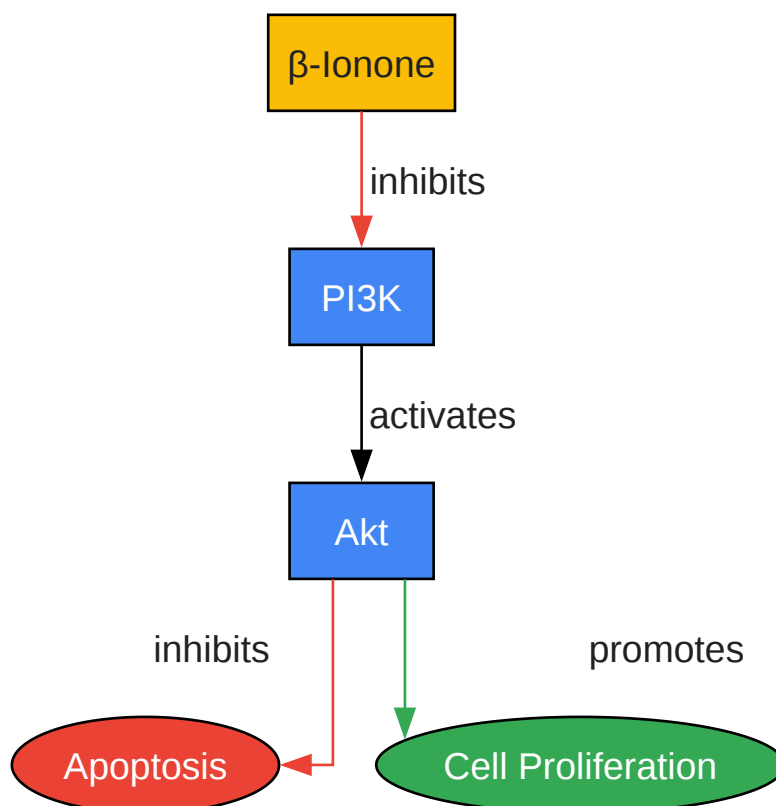 β-Ionone
inhibits
PI3K
activates
Akt
inhibits
promotes
Apoptosis
Cell Proliferation